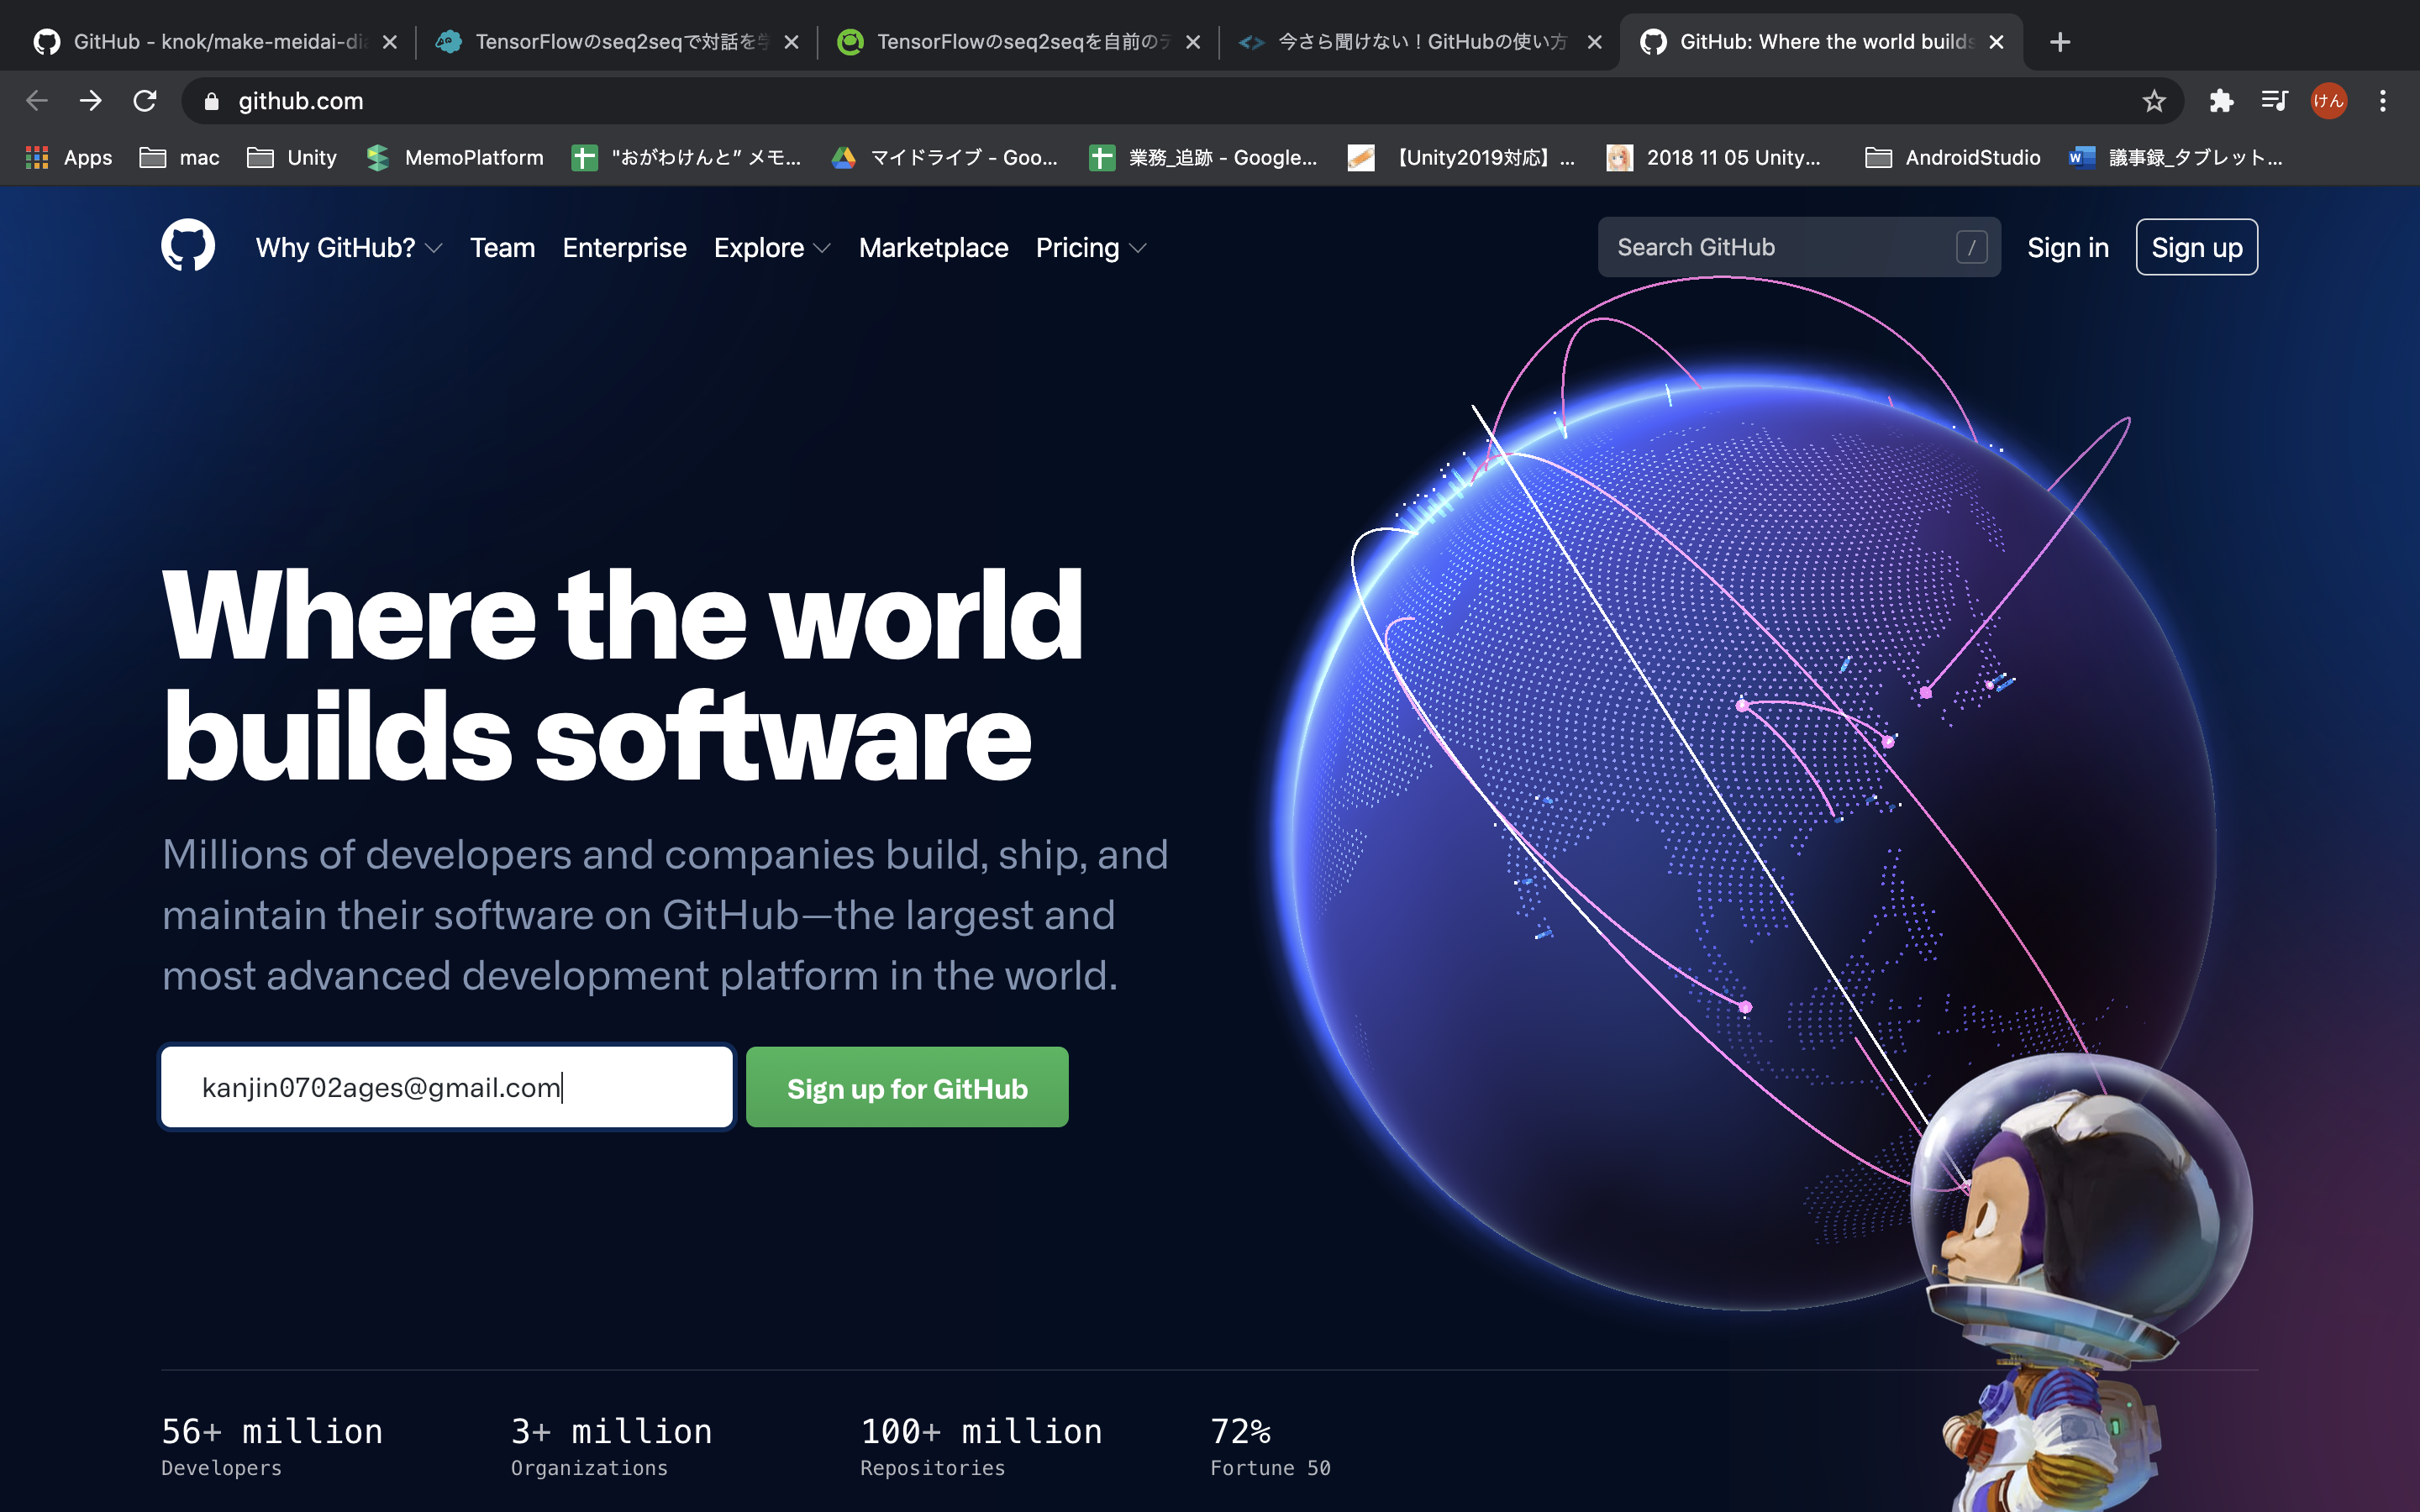 GitHub - knok/make-meidai-dia
TensorFlowのseq2seqで対話を学
TensorFlowのseq2seqを自前のデ
今さら聞けない！GitHubの使い方
GitHub: Where the world builds
github.com
けん
Apps
mac
Unity
MemoPlatform
"おがわけんと” メモ...
マイドライブ - Goo...
業務_追跡 - Google...
【Unity2019対応】...
2018 11 05 Unity...
AndroidStudio
議事録_タブレット...
Why GitHub?
Team
Enterprise
Explore
Marketplace
Pricing
Search GitHub
/
Sign in
Sign up
Where the world
builds software
Millions of developers and companies build, ship, and
maintain their software on GitHub—the largest and
most advanced development platform in the world.
kanjin0702ages@gmail.com
Sign up for GitHub
56+ million
Developers
3+ million
Organizations
100+ million
Repositories
72%
Fortune 50